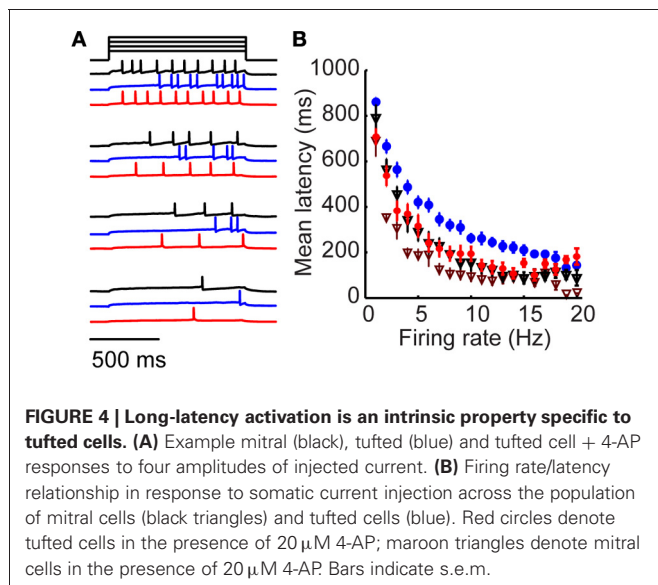 A
B
1000
800
600
400
200
0
Mean latency (ms)
0
5
10
15
20
Firing rate (Hz)
500 ms
FIGURE 4 | Long-latency activation is an intrinsic property specific to
tufted cells. (A) Example mitral (black), tufted (blue) and tufted cell + 4-AP
responses to four amplitudes of injected current. (B) Firing rate/latency
relationship in response to somatic current injection across the population
of mitral cells (black triangles) and tufted cells (blue). Red circles denote
tufted cells in the presence of 20 μM 4-AP; maroon triangles denote mitral
cells in the presence of 20 μM 4-AP. Bars indicate s.e.m.